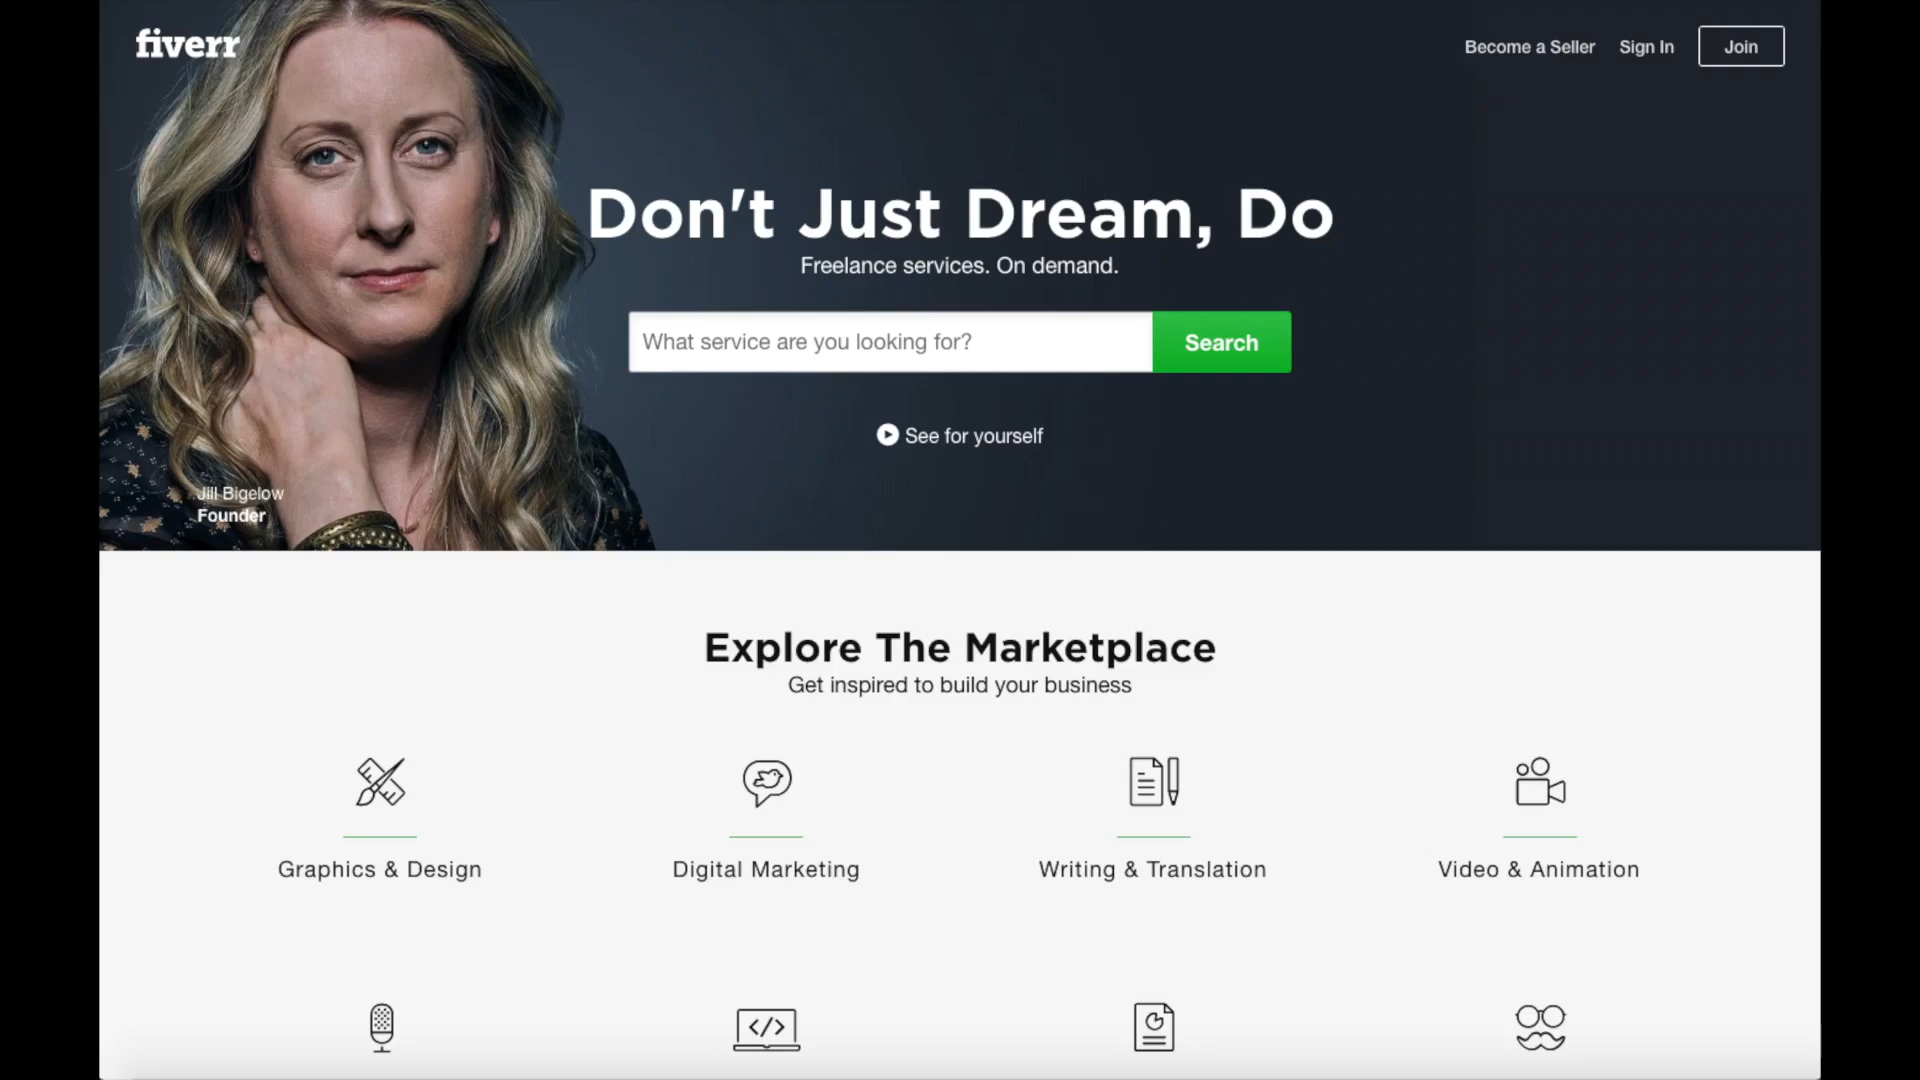 fiverr
Become a Seller
Sign In
Join
Don't Just Dream, Do
Freelance services. On demand.
What service are you looking for?
Search
See for yourself
Jill Bigelow
Founder
Explore The Marketplace
Get inspired to build your business
Graphics & Design
Digital Marketing
Writing & Translation
Video & Animation